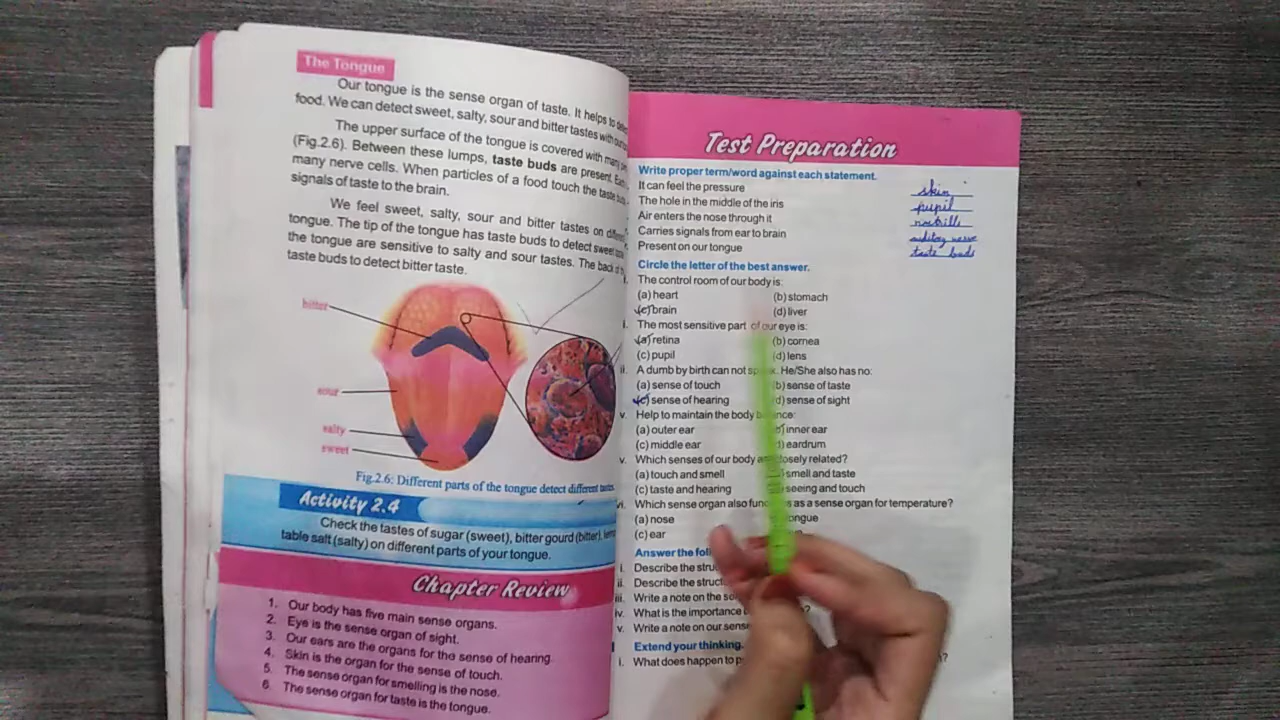 The Tongue
Our tongue is the sense organ of taste. It helps to
food. We can detect sweet, salty, sour and bitter tastes with
The upper surface of the tongue is covered with many
(Fig.2.6). Between these lumps, taste buds are present.
many nerve cells. When particles of a food touch the taste
signals of taste to the brain.
We feel sweet, salty, sour and bitter tastes on
tongue. The tip of the tongue has taste buds to detect sweet
the tongue are sensitive to salty and sour tastes. The back
taste buds to detect bitter taste.
bitter
sour
salty
sweet
Fig.2.6: Different parts of the tongue detect different tastes.
Activity 2.4
Check the tastes of sugar (sweet), bitter gourd (bitter),
table salt (salty) on different parts of your tongue.
Chapter Review
1. Our body has five main sense organs.
2. Eye is the sense organ of sight.
3. Our ears are the organs for the sense of hearing.
4. Skin is the organ for the sense of touch.
5. The sense organ for smelling is the nose.
6. The sense organ for taste is the tongue.
Test Preparation
Write proper term/word against each statement.
It can feel the pressure skin
The hole in the middle of the iris pupil
Air enters the nose through it nostrills
Carries signals from ear to brain auditory nerve
Present on our tongue taste buds
Circle the letter of the best answer.
The control room of our body is:
(a) heart (b) stomach
(c) brain (d) liver
The most sensitive part of our eye is:
(a) retina (b) cornea
(c) pupil (d) lens
A dumb by birth can not He/She also has no:
(a) sense of touch (b) sense of taste
(c) sense of hearing (d) sense of sight
v. Help to maintain the body
(a) outer ear (b) inner ear
(c) middle ear (d) eardrum
v. Which senses of our body closely related?
(a) touch and smell smell and taste
(c) taste and hearing seeing and touch
vi. Which sense organ also as a sense organ for temperature?
(a) nose tongue
(c) ear
Answer the
i. Describe the
ii. Describe the
iii. Write a note on the
iv. What is the importance ?
v. Write a note on our
Extend your thinking.
i. What does happen to ?